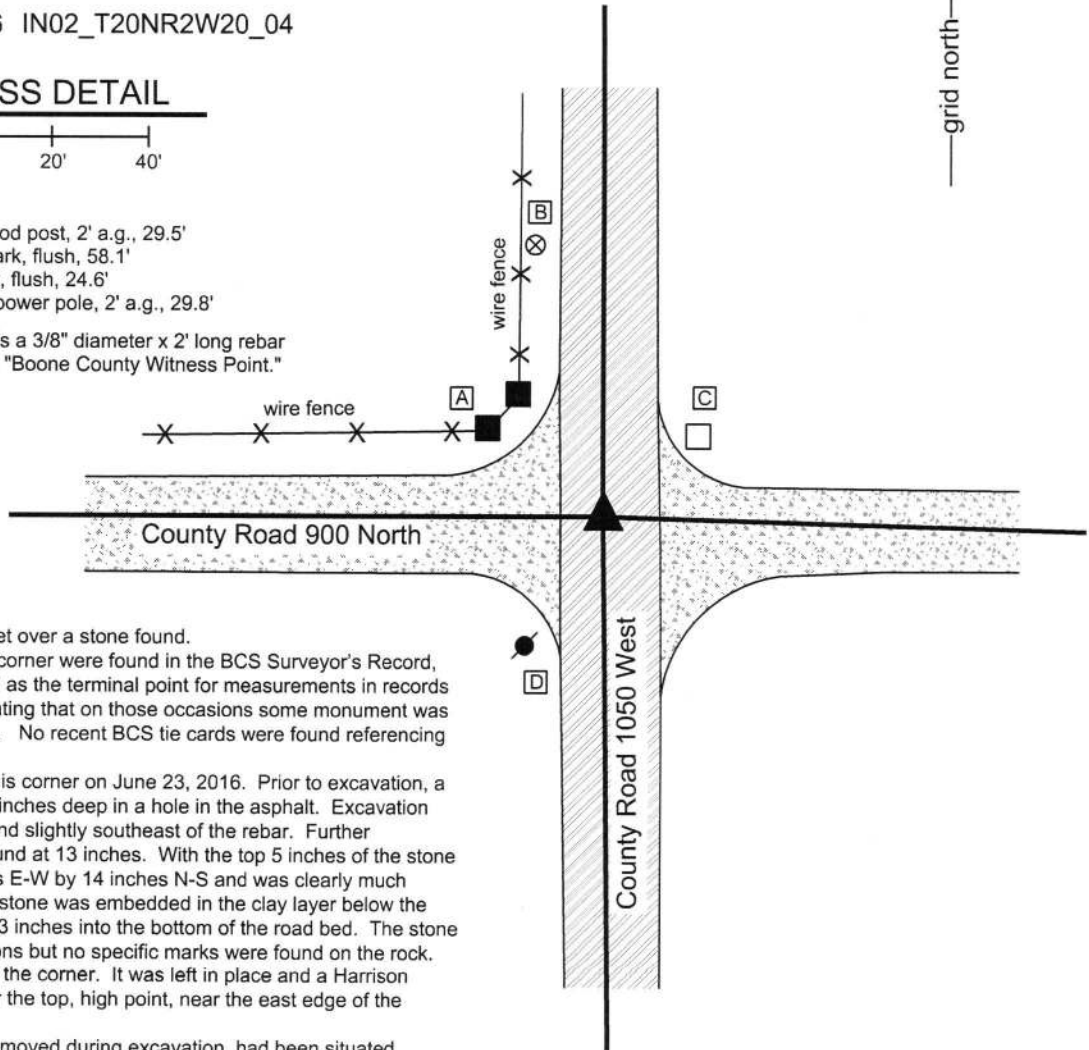 IN02_T20NR2W20_04
SS DETAIL
20' 40'
od post, 2' a.g., 29.5'
ark, flush, 58.1'
, flush, 24.6'
power pole, 2' a.g., 29.8'
s a 3/8" diameter x 2' long rebar
"Boone County Witness Point."
grid north
B
wire fence
A
wire fence
C
County Road 900 North
D
County Road 1050 West
et over a stone found.
corner were found in the BCS Surveyor's Record,
as the terminal point for measurements in records
ating that on those occasions some monument was
No recent BCS tie cards were found referencing
is corner on June 23, 2016. Prior to excavation, a
inches deep in a hole in the asphalt. Excavation
nd slightly southeast of the rebar. Further
und at 13 inches. With the top 5 inches of the stone
s E-W by 14 inches N-S and was clearly much
stone was embedded in the clay layer below the
3 inches into the bottom of the road bed. The stone
ons but no specific marks were found on the rock.
the corner. It was left in place and a Harrison
r the top, high point, near the east edge of the
moved during excavation, had been situated